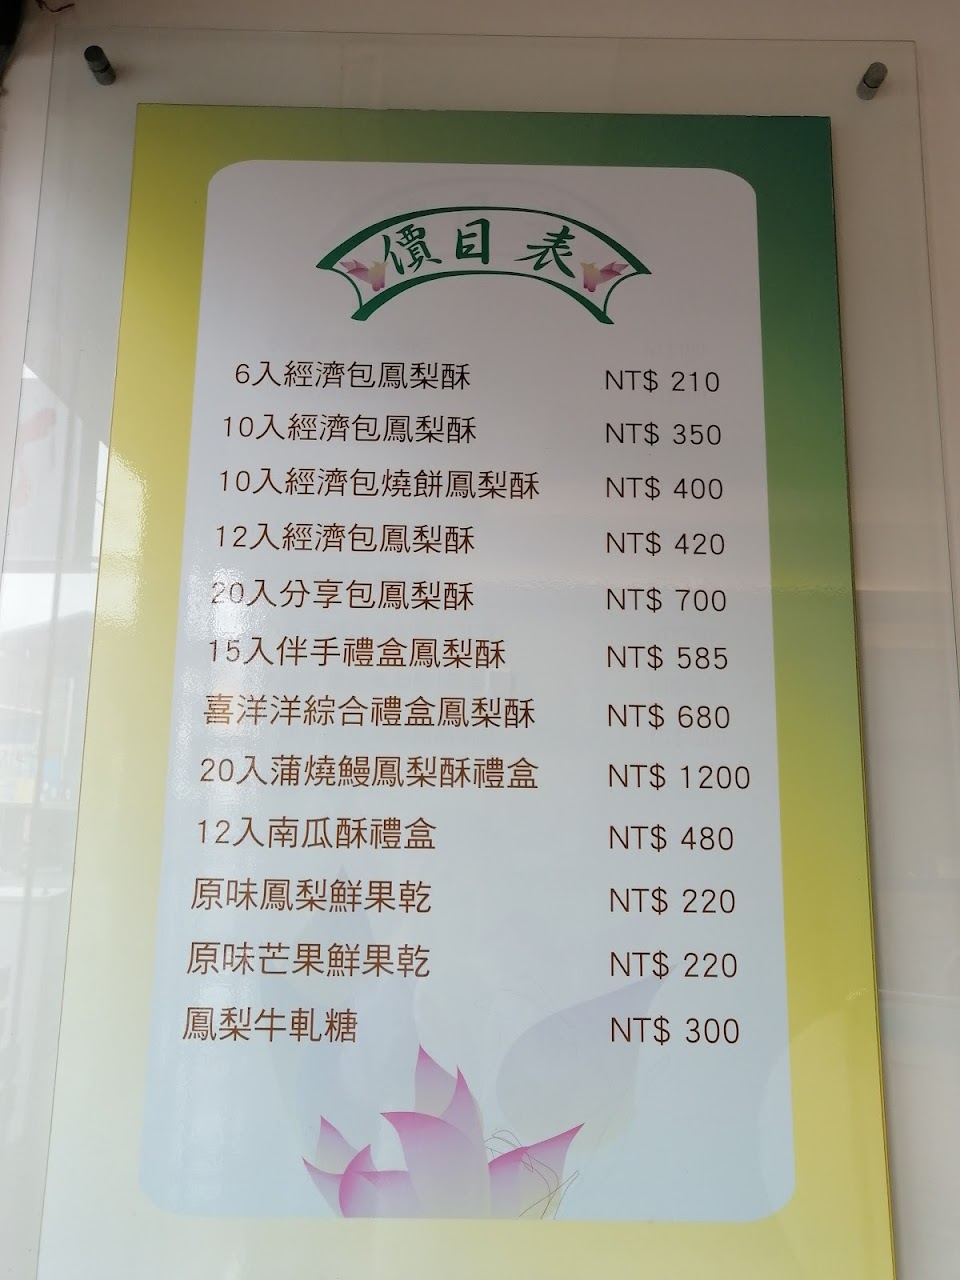 價目表
6入經濟包鳳梨酥 NT$ 210
10入經濟包鳳梨酥 NT$ 350
10入經濟包燒餅鳳梨酥 NT$ 400
12入經濟包鳳梨酥 NT$ 420
20入分享包鳳梨酥 NT$ 700
15入伴手禮盒鳳梨酥 NT$ 585
喜洋洋綜合禮盒鳳梨酥 NT$ 680
20入蒲燒鰻鳳梨酥禮盒 NT$ 1200
12入南瓜酥禮盒 NT$ 480
原味鳳梨鮮果乾 NT$ 220
原味芒果鮮果乾 NT$ 220
鳳梨牛軋糖 NT$ 300